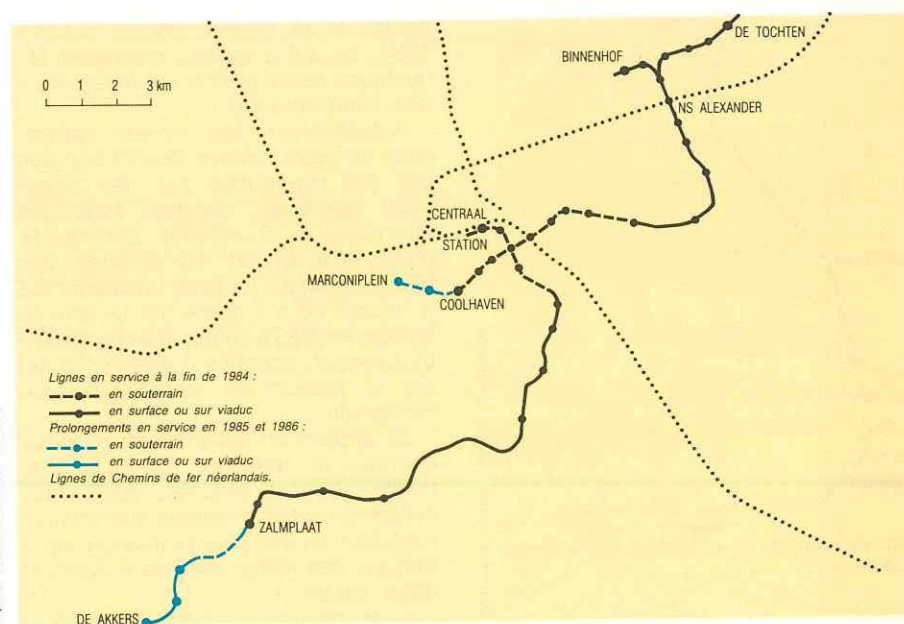 DE TOCHTEN
BINNENHOF
0 1 2 3 km
NS ALEXANDER
CENTRAAL
STATION
MARCONIPLEIN
COOLHAVEN
Lignes en service à la fin de 1984 :
en souterrain
en surface ou sur viaduc
Prolongements en service en 1985 et 1986 :
en souterrain
en surface ou sur viaduc
Lignes de Chemins de fer néerlandais.
ZALMPLAAT
DE AKKERS